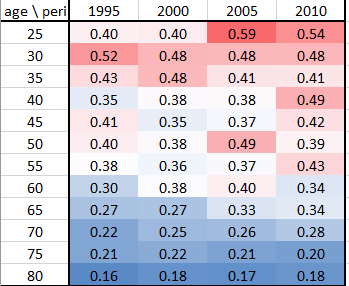 age \ peri 1995 2000 2005 2010
25 0.40 0.40 0.59 0.54
30 0.52 0.48 0.48 0.48
35 0.43 0.48 0.41 0.41
40 0.35 0.38 0.38 0.49
45 0.41 0.35 0.37 0.42
50 0.40 0.38 0.49 0.39
55 0.38 0.36 0.37 0.43
60 0.30 0.38 0.40 0.34
65 0.27 0.27 0.33 0.34
70 0.22 0.25 0.26 0.28
75 0.21 0.22 0.21 0.20
80 0.16 0.18 0.17 0.18